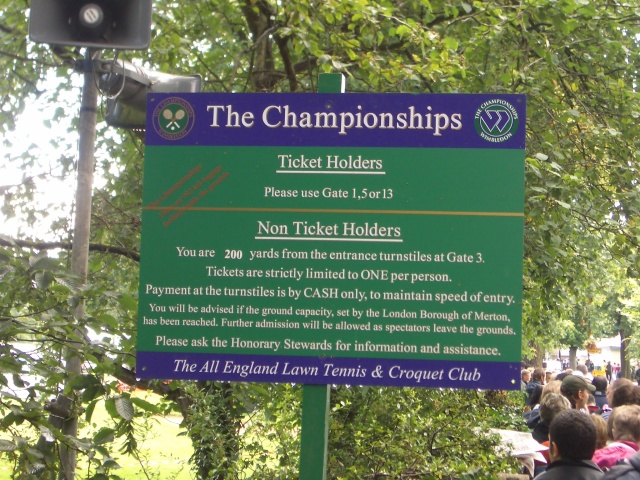 The Championships
THE CHAMPIONSHIPS
WIMBLEDON
Ticket Holders
Please use Gate 1,5 or 13
Non Ticket Holders
You are 200 yards from the entrance turnstiles at Gate 3.
Tickets are strictly limited to ONE per person.
Payment at the turnstiles is by CASH only, to maintain speed of entry.
You will be advised if the ground capacity, set by the London Borough of Merton,
has been reached. Further admission will be allowed as spectators leave the grounds.
Please ask the Honorary Stewards for information and assistance.
The All England Lawn Tennis & Croquet Club